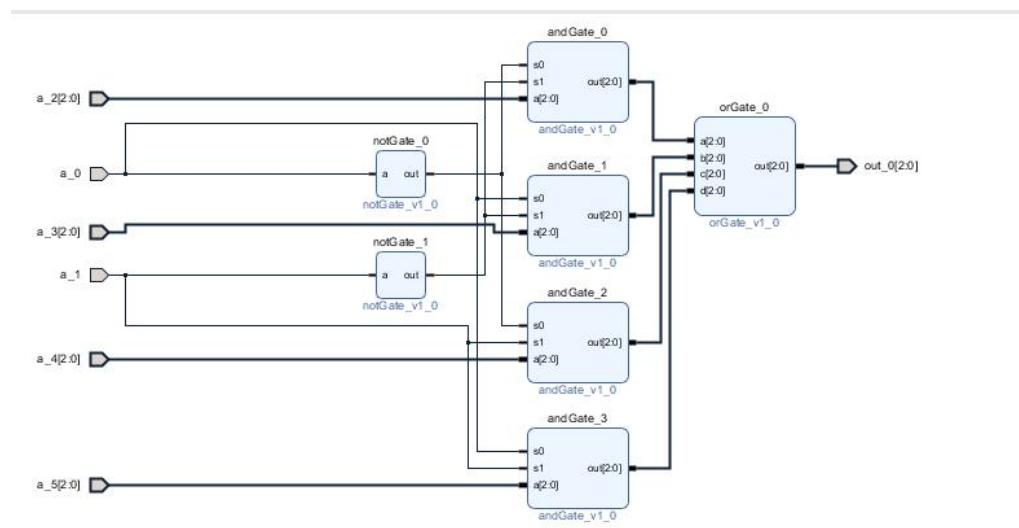 andGate_0
s0
s1
a[2:0]
out[2:0]
andGate_v1_0
a_2[2:0]
orGate_0
a[2:0]
b[2:0]
c[2:0]
d[2:0]
out[2:0]
orGate_v1_0
out_0[2:0]
notGate_0
a out
notGate_v1_0
a_0
andGate_1
s0
s1
a[2:0]
out[2:0]
andGate_v1_0
a_3[2:0]
notGate_1
a out
notGate_v1_0
a_1
andGate_2
s0
s1
a[2:0]
out[2:0]
andGate_v1_0
a_4[2:0]
andGate_3
s0
s1
a[2:0]
out[2:0]
andGate_v1_0
a_5[2:0]